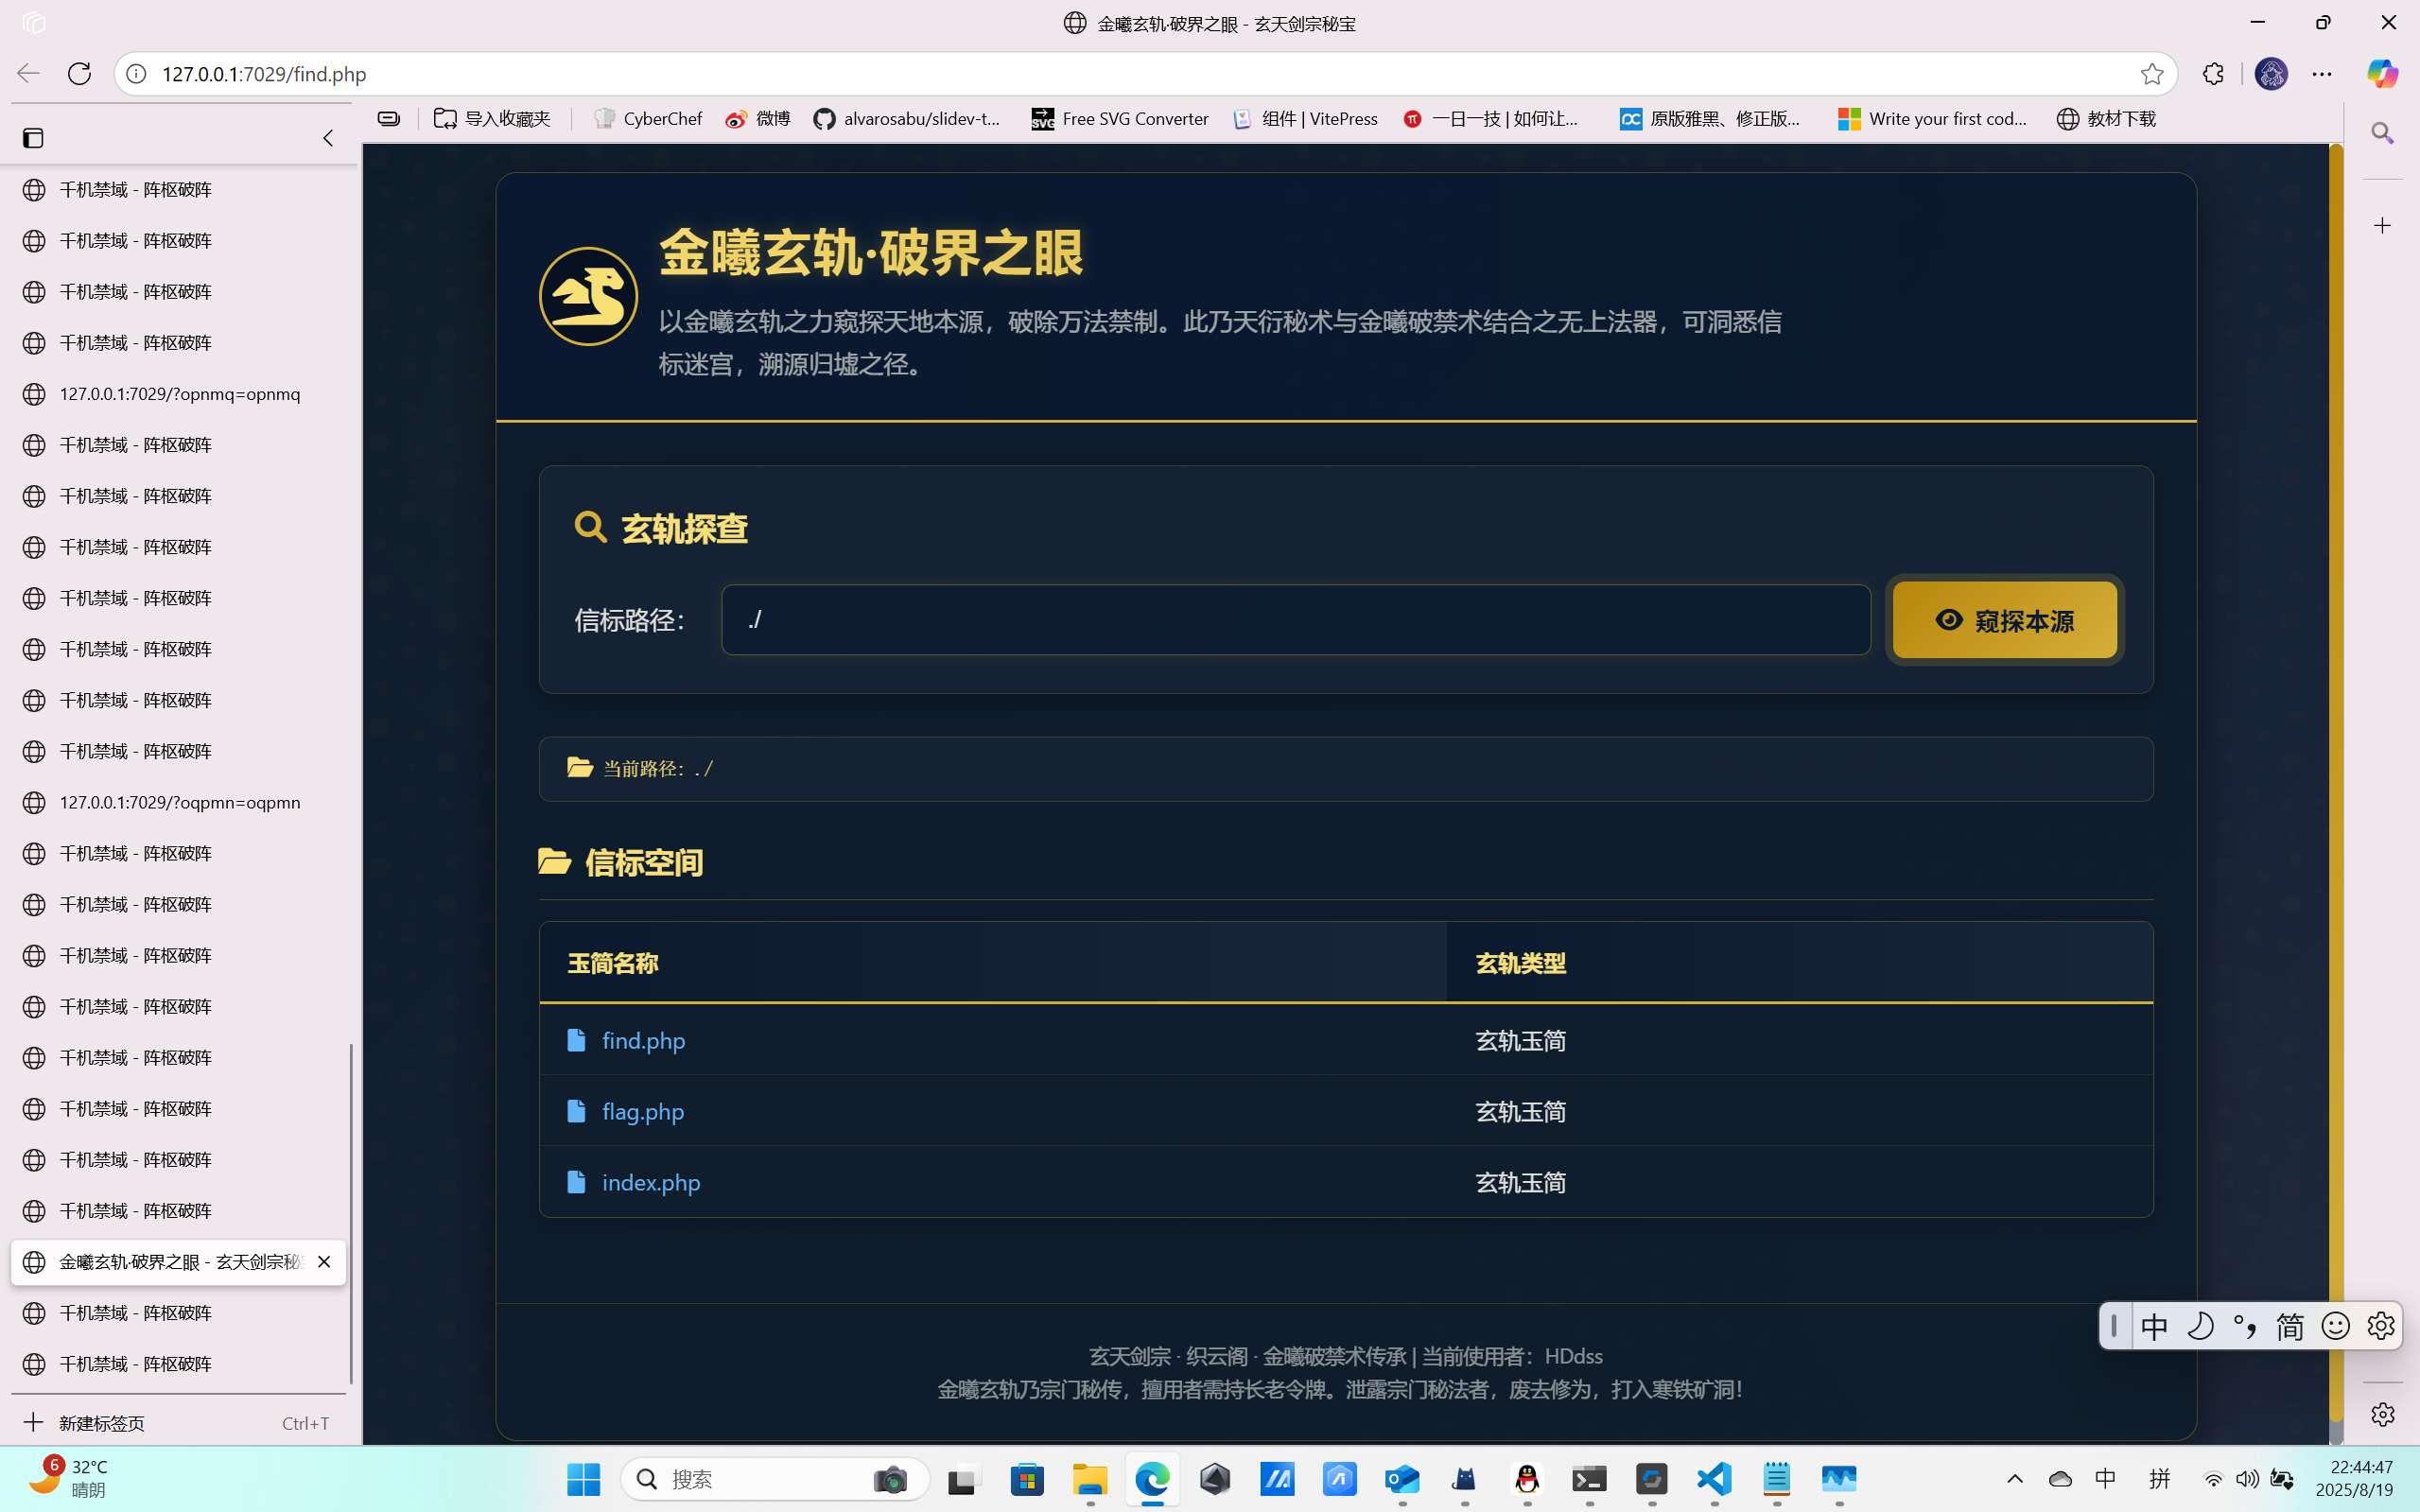 金曦玄轨·破界之眼 - 玄天剑宗秘宝
127.0.0.1:7029/find.php
导入收藏夹
CyberChef
微博
alvarosabu/slidev-t...
SVG
Free SVG Converter
组件 | VitePress
一日一技 | 如何让...
原版雅黑、修正版...
Write your first cod...
教材下载
千机禁域 - 阵枢破阵
千机禁域 - 阵枢破阵
千机禁域 - 阵枢破阵
千机禁域 - 阵枢破阵
127.0.0.1:7029/?opnmq=opnmq
千机禁域 - 阵枢破阵
千机禁域 - 阵枢破阵
千机禁域 - 阵枢破阵
千机禁域 - 阵枢破阵
千机禁域 - 阵枢破阵
千机禁域 - 阵枢破阵
千机禁域 - 阵枢破阵
127.0.0.1:7029/?oqpmn=oqpmn
千机禁域 - 阵枢破阵
千机禁域 - 阵枢破阵
千机禁域 - 阵枢破阵
千机禁域 - 阵枢破阵
千机禁域 - 阵枢破阵
千机禁域 - 阵枢破阵
千机禁域 - 阵枢破阵
千机禁域 - 阵枢破阵
金曦玄轨·破界之眼 - 玄天剑宗秘
千机禁域 - 阵枢破阵
千机禁域 - 阵枢破阵
新建标签页 Ctrl+T
金曦玄轨·破界之眼
以金曦玄轨之力窥探天地本源，破除万法禁制。此乃天衍秘术与金曦破禁术结合之无上法器，可洞悉信
标迷宫，溯源归墟之径。
玄轨探查
信标路径： ./ 窥探本源
当前路径：./
信标空间
玉简名称 玄轨类型
find.php 玄轨玉简
flag.php 玄轨玉简
index.php 玄轨玉简
玄天剑宗 · 织云阁 · 金曦破禁术传承 | 当前使用者：HDdss
金曦玄轨乃宗门秘传，擅用者需持长老令牌。泄露宗门秘法者，废去修为，打入寒铁矿洞！
中 简
6
32°C
晴朗
搜索
中
拼
22:44:47
2025/8/19